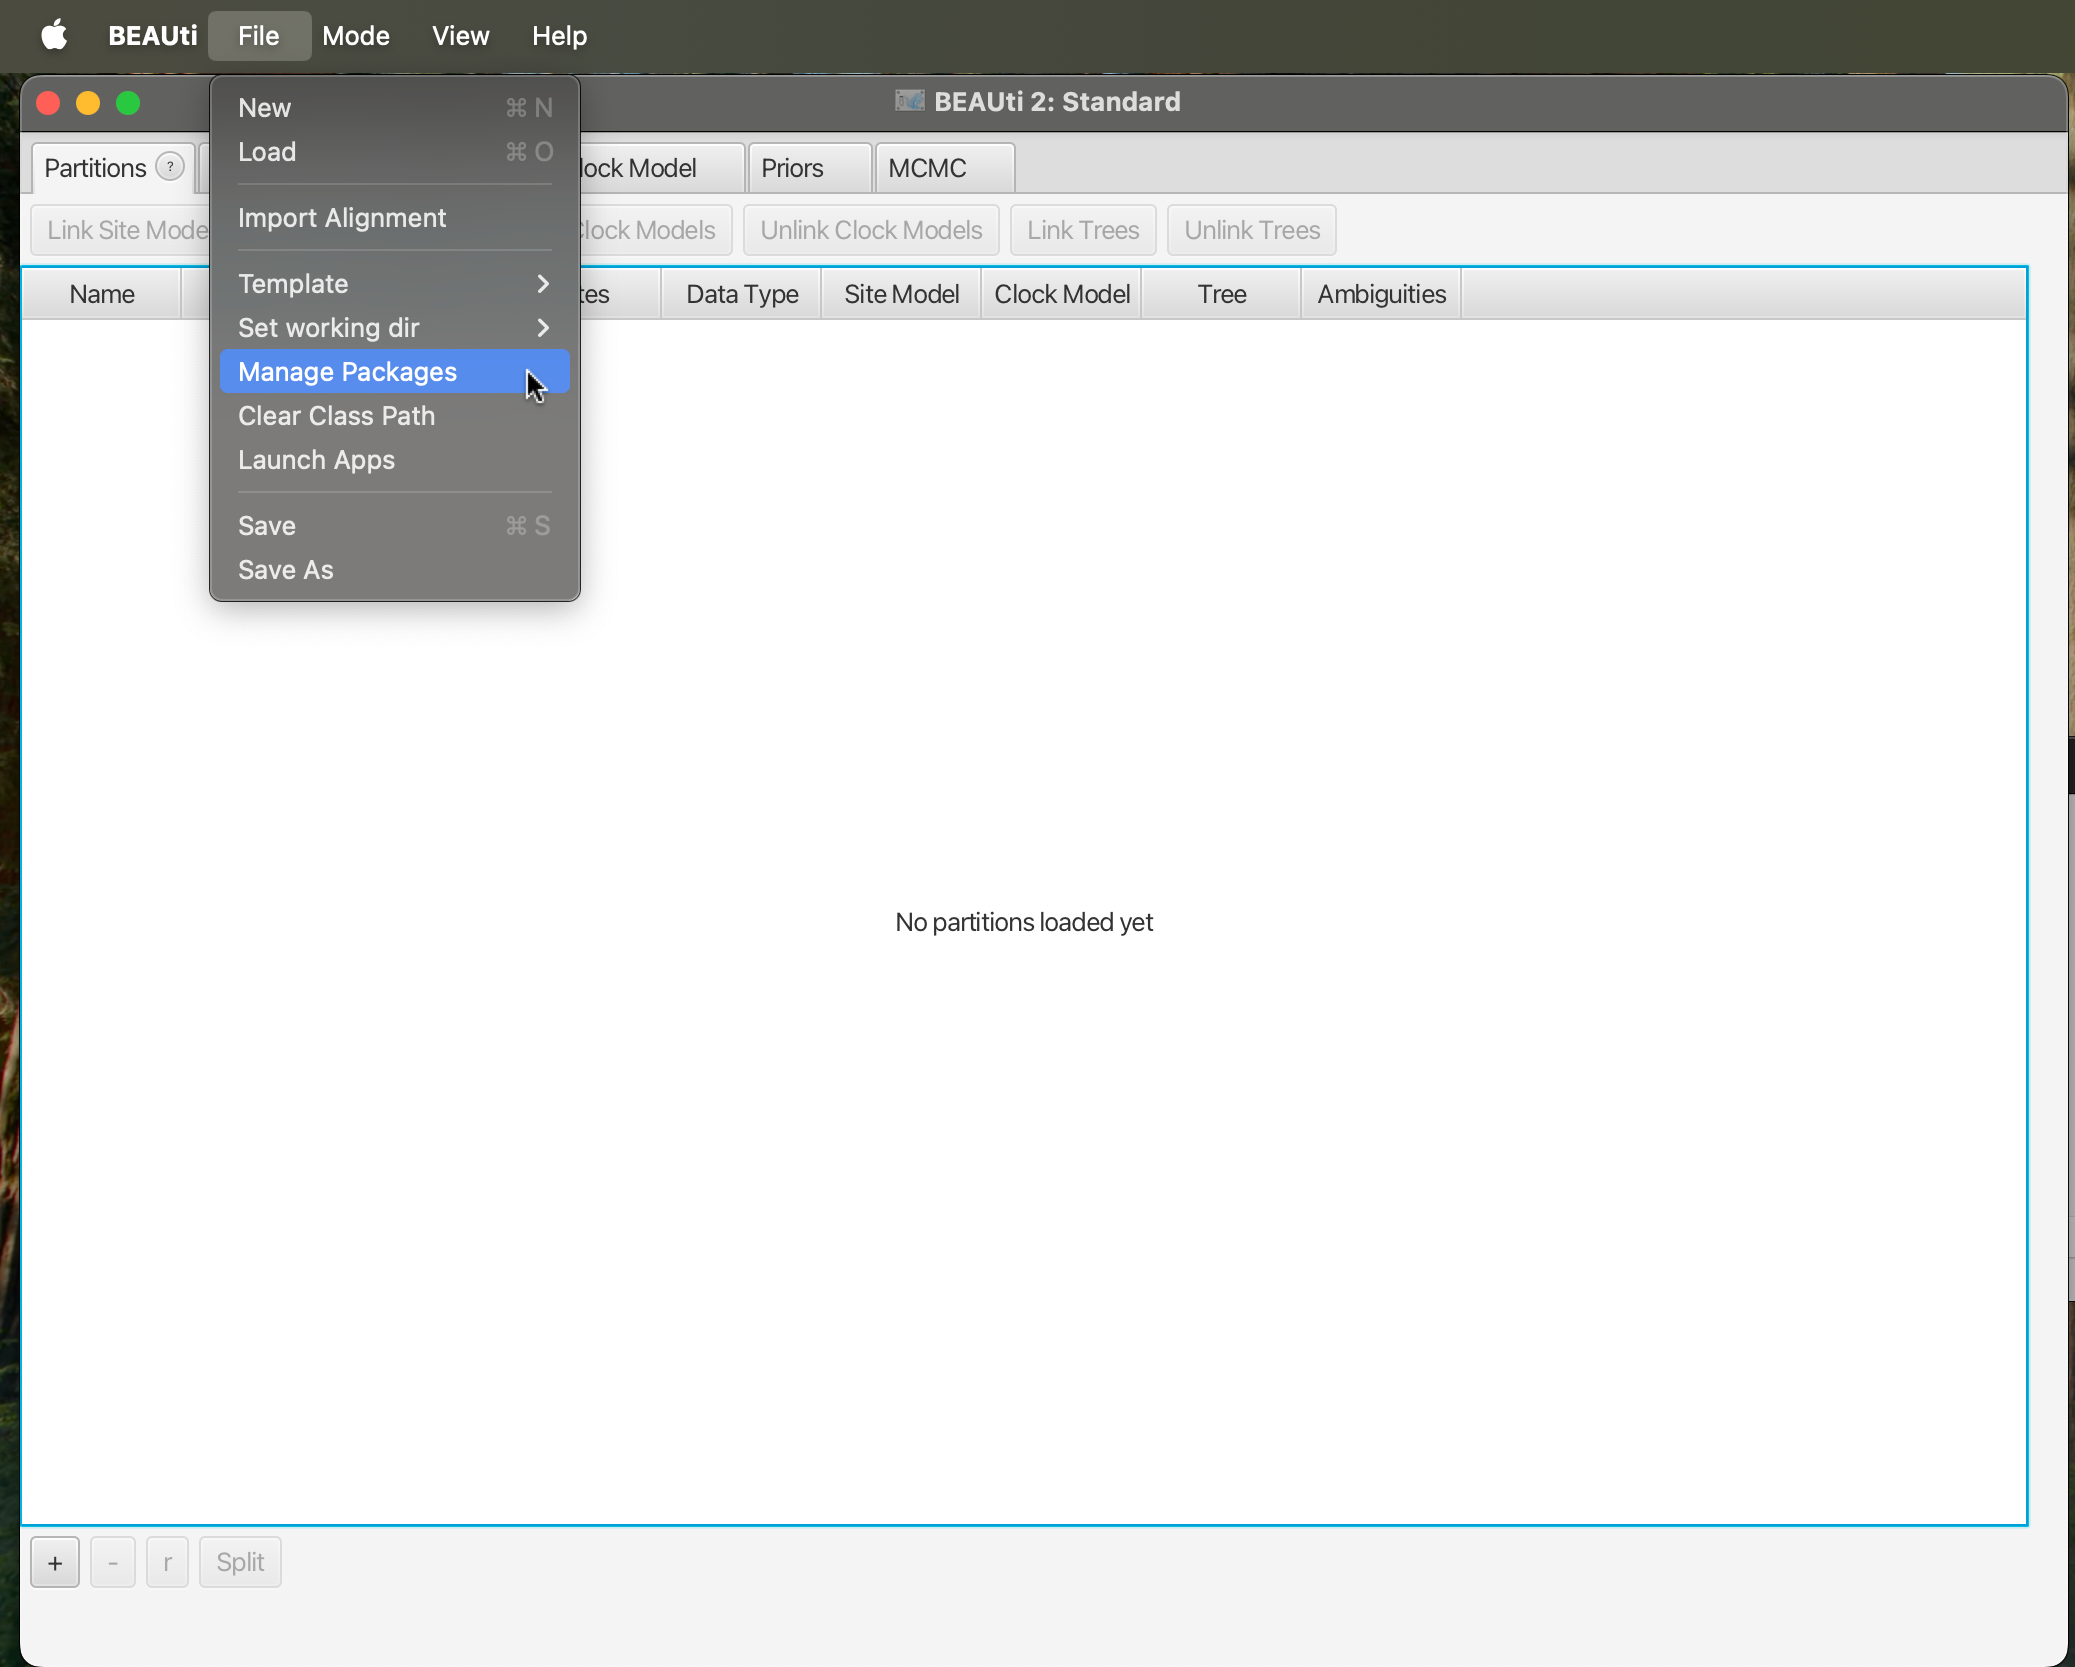 BEAUti File Mode View Help
BEAUti 2: Standard
New ⌘ N
Load ⌘ O
Import Alignment
Template
Set working dir
Manage Packages
Clear Class Path
Launch Apps
Save ⌘ S
Save As
Partitions ? lock Model Priors MCMC
Link Site Mode Clock Models Unlink Clock Models Link Trees Unlink Trees
Name tes Data Type Site Model Clock Model Tree Ambiguities
No partitions loaded yet
+ - r Split